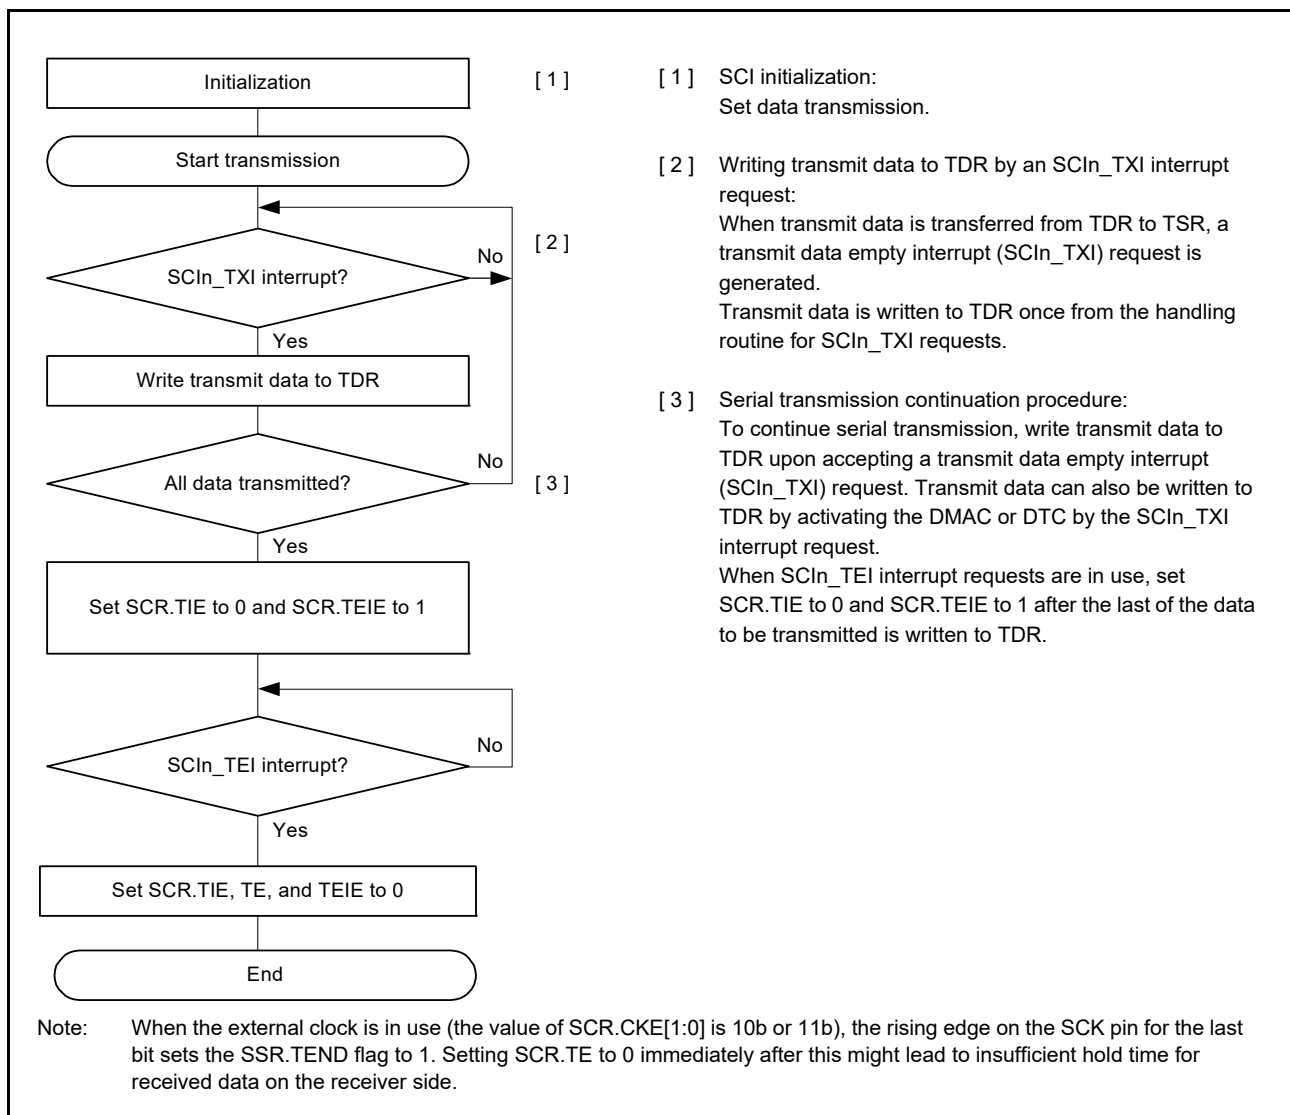 Initialization
[ 1 ]
Start transmission
[ 2 ]
No
SCIn_TXI interrupt?
Yes
Write transmit data to TDR
No
All data transmitted?
[ 3 ]
Yes
Set SCR.TIE to 0 and SCR.TEIE to 1
No
SCIn_TEI interrupt?
Yes
Set SCR.TIE, TE, and TEIE to 0
End
[ 1 ] SCI initialization:
Set data transmission.
[ 2 ] Writing transmit data to TDR by an SCIn_TXI interrupt
request:
When transmit data is transferred from TDR to TSR, a
transmit data empty interrupt (SCIn_TXI) request is
generated.
Transmit data is written to TDR once from the handling
routine for SCIn_TXI requests.
[ 3 ] Serial transmission continuation procedure:
To continue serial transmission, write transmit data to
TDR upon accepting a transmit data empty interrupt
(SCIn_TXI) request. Transmit data can also be written to
TDR by activating the DMAC or DTC by the SCIn_TXI
interrupt request.
When SCIn_TEI interrupt requests are in use, set
SCR.TIE to 0 and SCR.TEIE to 1 after the last of the data
to be transmitted is written to TDR.
Note: When the external clock is in use (the value of SCR.CKE[1:0] is 10b or 11b), the rising edge on the SCK pin for the last
bit sets the SSR.TEND flag to 1. Setting SCR.TE to 0 immediately after this might lead to insufficient hold time for
received data on the receiver side.